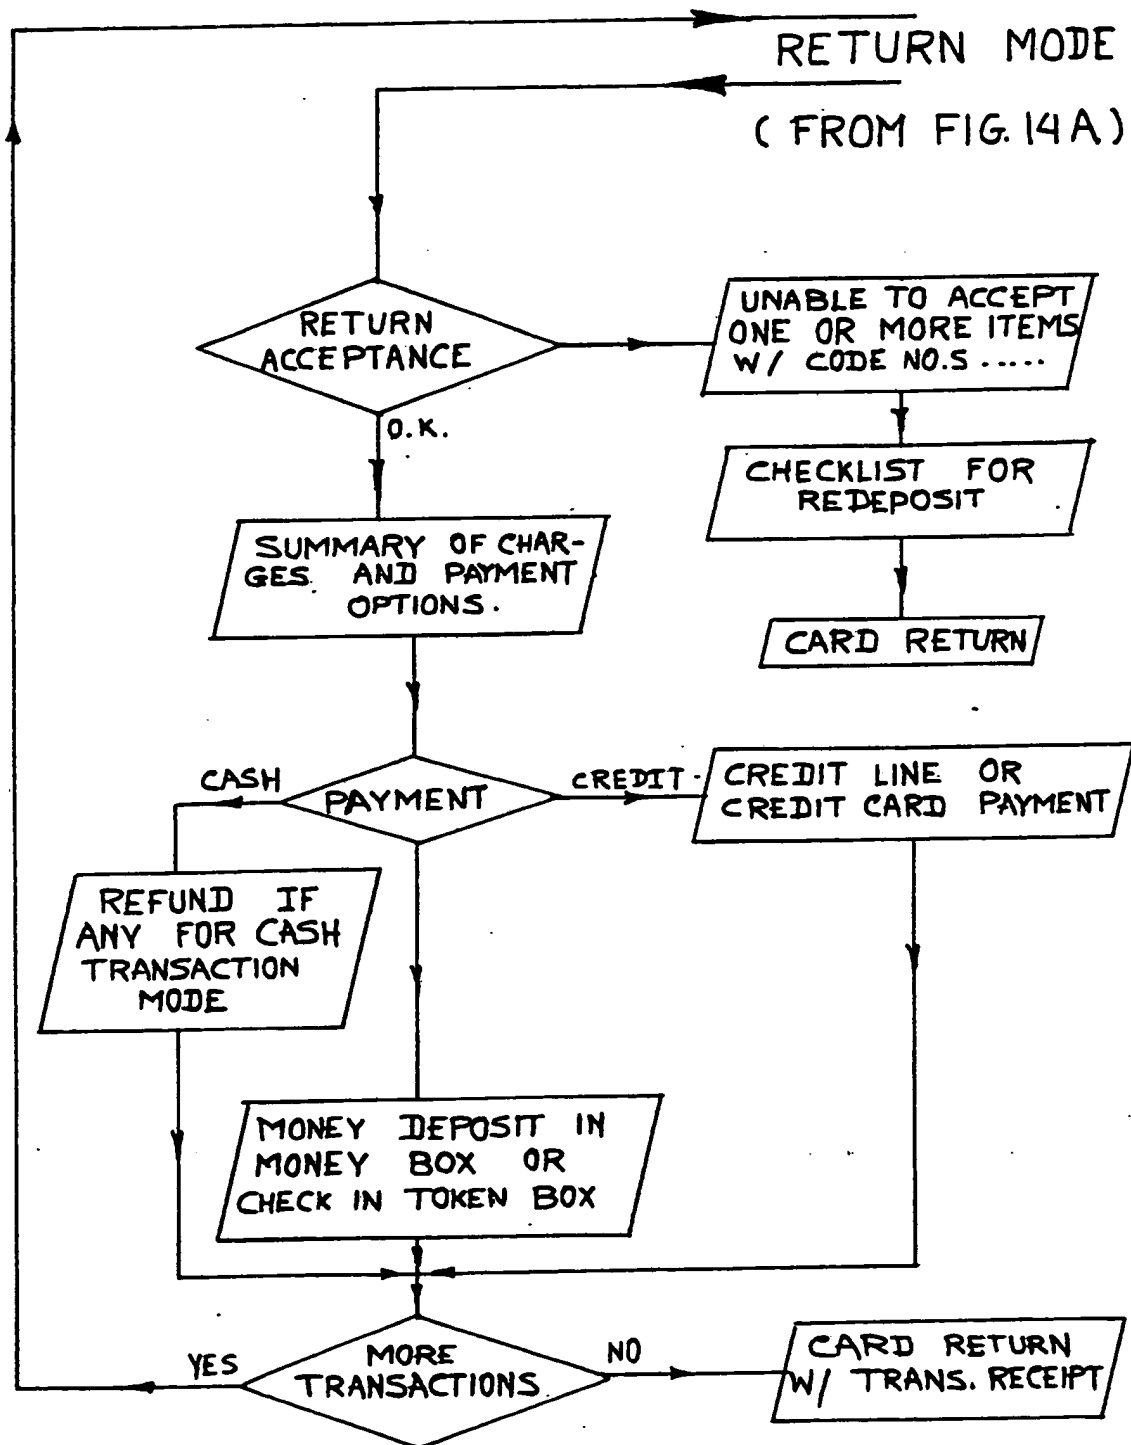 RETURN MODE
(FROM FIG. 14A)
RETURN
ACCEPTANCE
UNABLE TO ACCEPT
ONE OR MORE ITEMS
W/ CODE NO.S .....
O.K.
CHECKLIST FOR
REDEPOSIT
SUMMARY OF CHAR-
GES AND PAYMENT
OPTIONS.
CARD RETURN
CASH
PAYMENT
CREDIT
CREDIT LINE OR
CREDIT CARD PAYMENT
REFUND IF
ANY FOR CASH
TRANSACTION
MODE
MONEY DEPOSIT IN
MONEY BOX OR
CHECK IN TOKEN BOX
YES
MORE
TRANSACTIONS
NO
CARD RETURN
W/ TRANS. RECEIPT